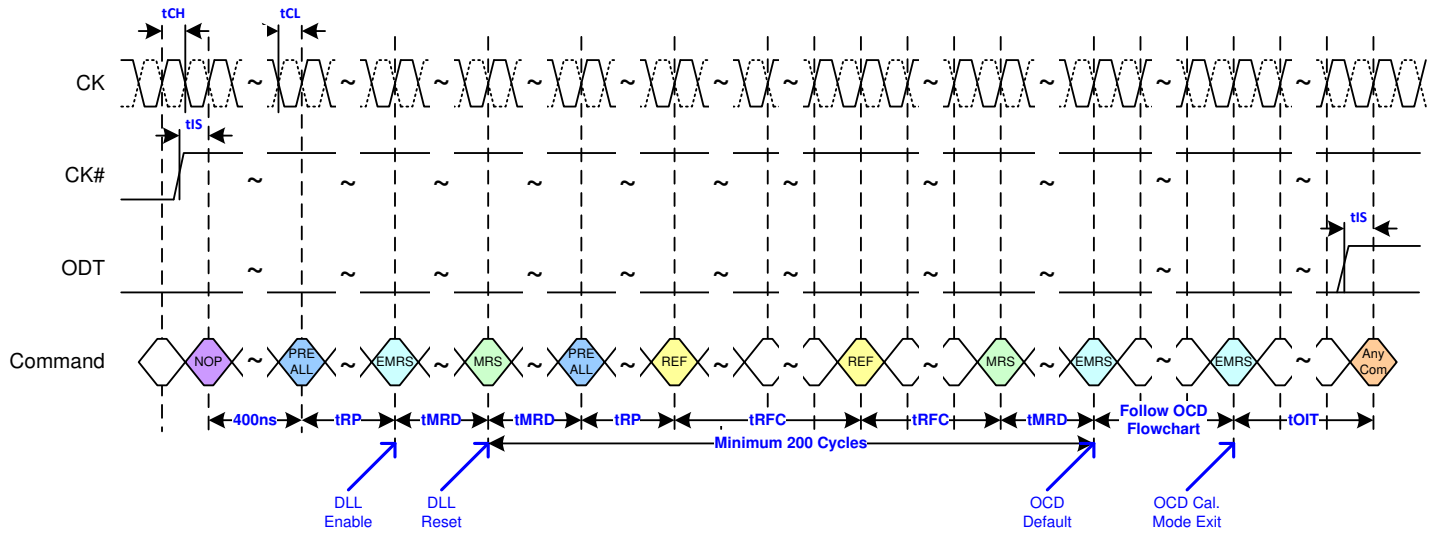 tCH
tCL
CK
~ ~ ~ ~ ~ ~ ~ ~ ~ ~ ~
tIS
CK#
~ ~ ~ ~ ~ ~ ~ ~ ~ ~ ~
tIS
ODT
~ ~ ~ ~ ~ ~ ~ ~ ~ ~ ~
Command
NOP
~
PRE
ALL
~
EMRS
~
MRS
~
PRE
ALL
~
REF
~
~
REF
~
MRS
~
EMRS
~
EMRS
~
Any
Com
400ns
tRP
tMRD
tMRD
tRP
tRFC
tRFC
tMRD
Follow OCD
Flowchart
tOIT
Minimum 200 Cycles
DLL
Enable
DLL
Reset
OCD
Default
OCD Cal.
Mode Exit